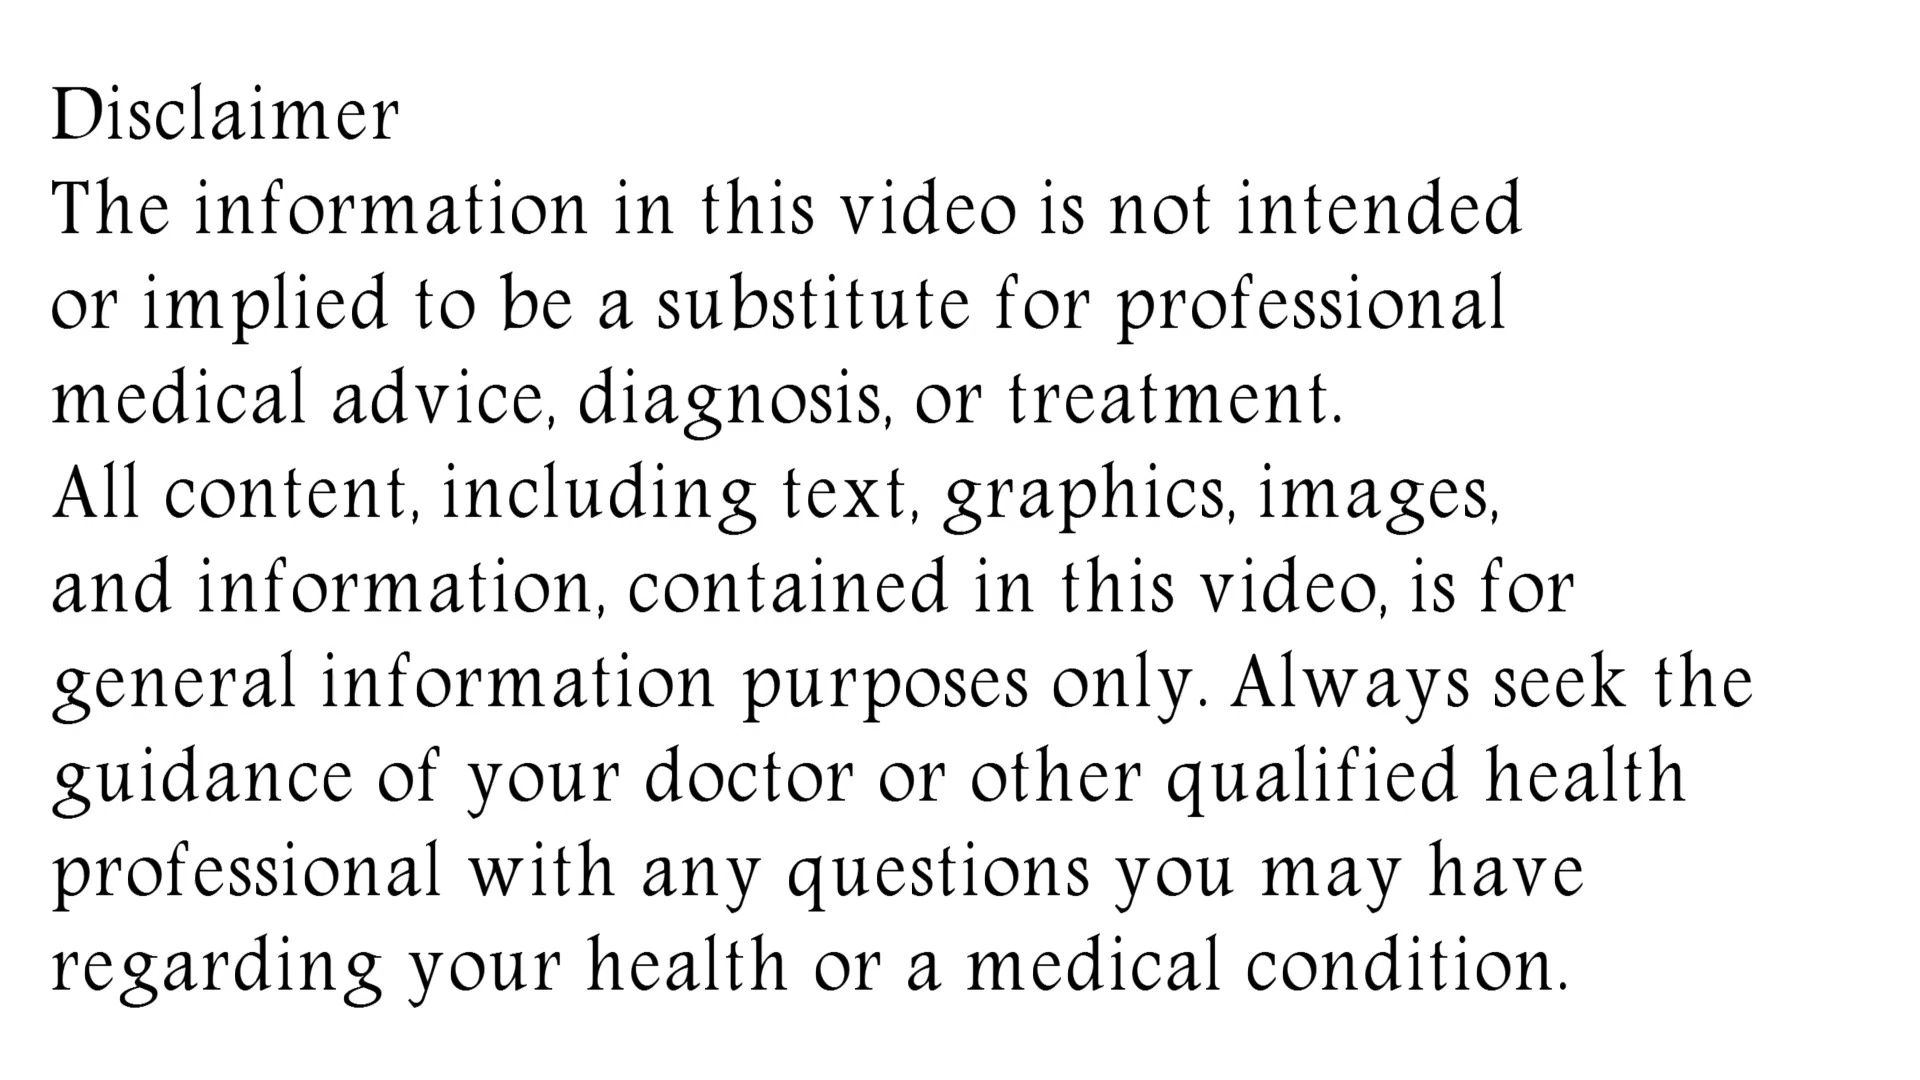 Disclaimer
The information in this video is not intended
or implied to be a substitute for professional
medical advice, diagnosis, or treatment.
All content, including text, graphics, images,
and information, contained in this video, is for
general information purposes only. Always seek the
guidance of your doctor or other qualified health
professional with any questions you may have
regarding your health or a medical condition.